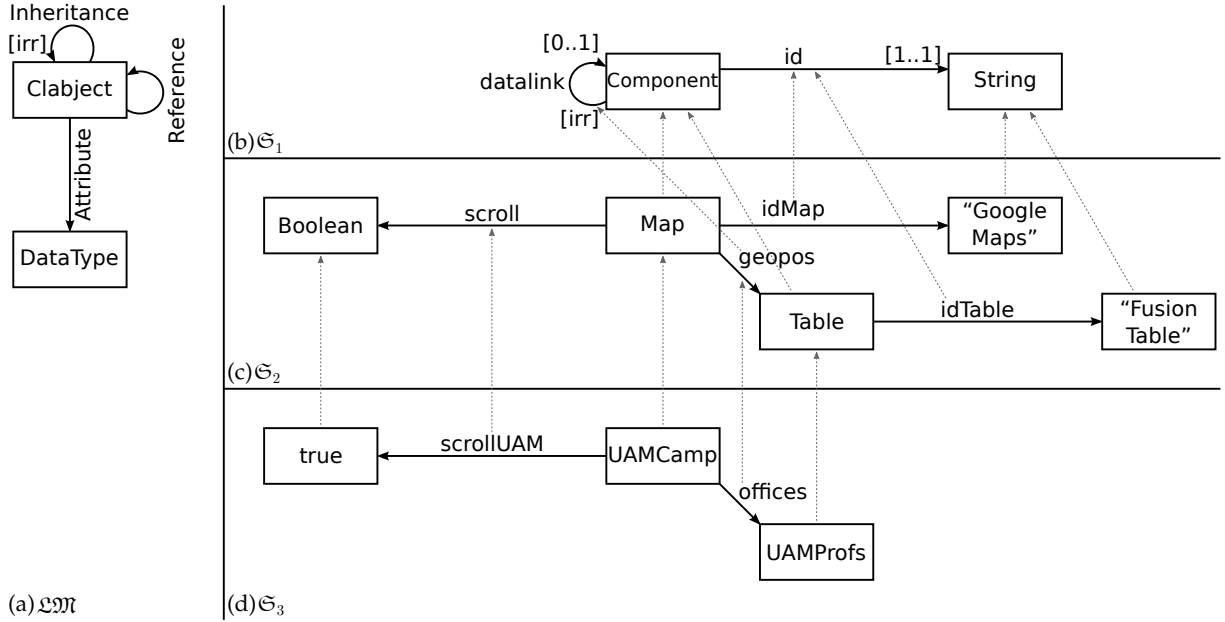 Inheritance
[irr]
Clabject
Reference
Attribute
DataType
(a) 𝔏𝔐
[0..1]
datalink
[irr]
Component
id
[1..1]
String
(b) 𝔖1
Boolean
scroll
Map
idMap
“Google
Maps”
geopos
Table
idTable
“Fusion
Table”
(c) 𝔖2
true
scrollUAM
UAMCamp
offices
UAMProfs
(d) 𝔖3